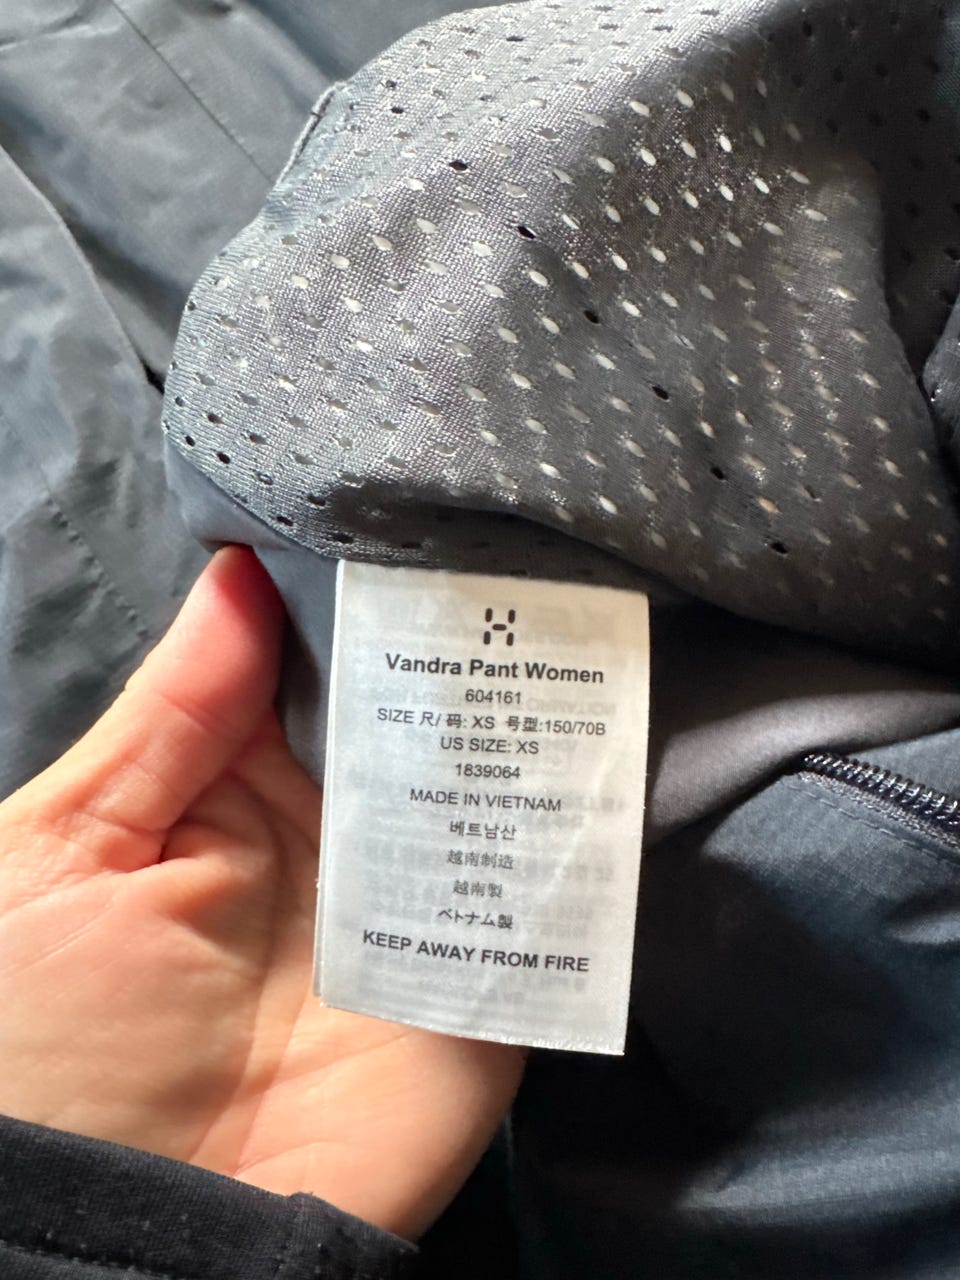 Vandra Pant Women
604161
SIZE 尺/码: XS 号型:150/70B
US SIZE: XS
1839064
MADE IN VIETNAM
베트남산
越南制造
越南製
ベトナム製
KEEP AWAY FROM FIRE